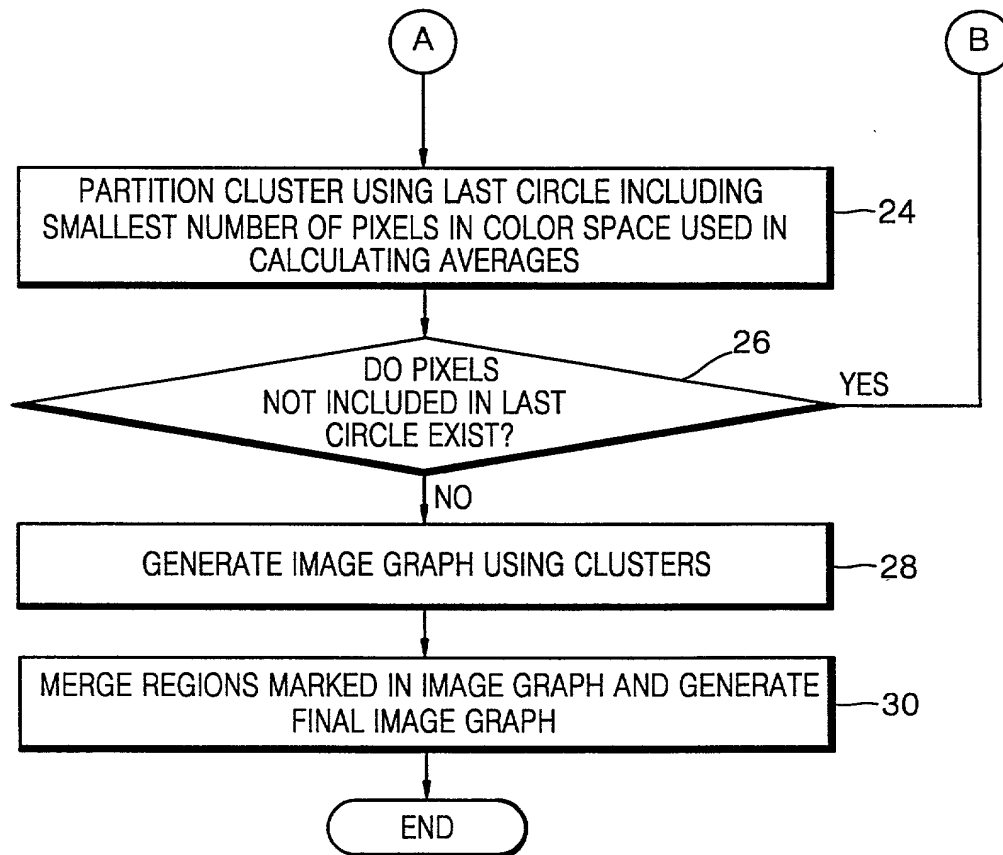 A
B
PARTITION CLUSTER USING LAST CIRCLE INCLUDING
SMALLEST NUMBER OF PIXELS IN COLOR SPACE USED IN
CALCULATING AVERAGES
24
DO PIXELS
NOT INCLUDED IN LAST
CIRCLE EXIST?
26
YES
NO
GENERATE IMAGE GRAPH USING CLUSTERS
28
MERGE REGIONS MARKED IN IMAGE GRAPH AND GENERATE
FINAL IMAGE GRAPH
30
END